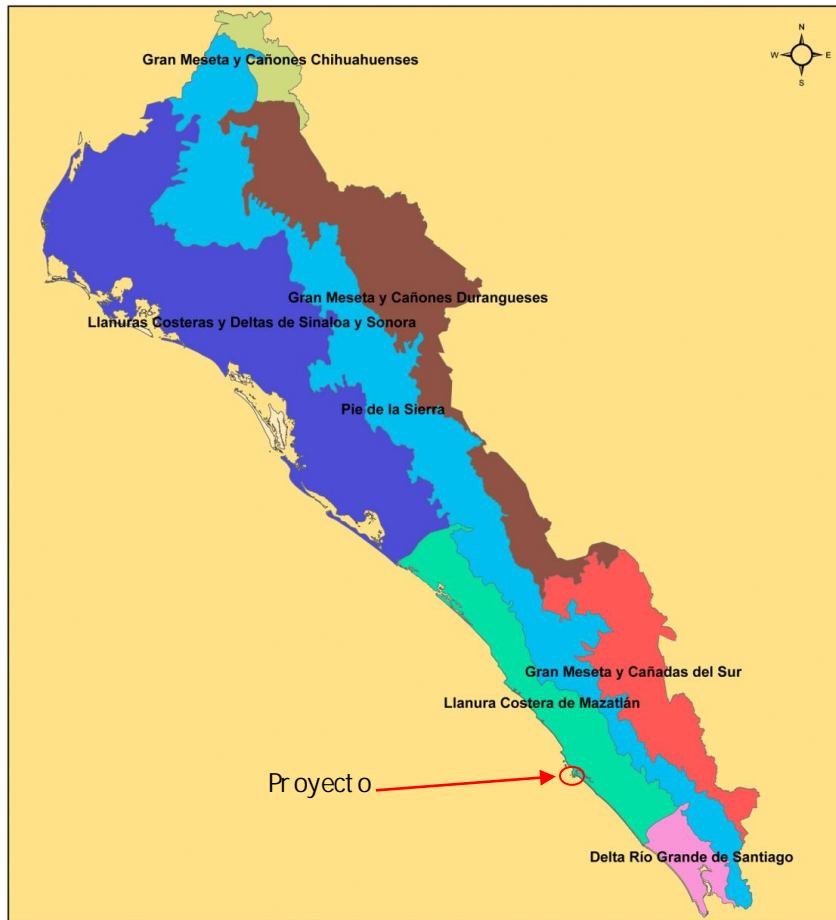 Gran Meseta y Cañones Chihuahuenses
N
W E
S
Gran Meseta y Cañones Durangueses
Llanuras Costeras y Deltas de Sinaloa y Sonora
Pie de la Sierra
Gran Meseta y Cañadas del Sur
Llanura Costera de Mazatlán
Proyecto
Delta Río Grande de Santiago